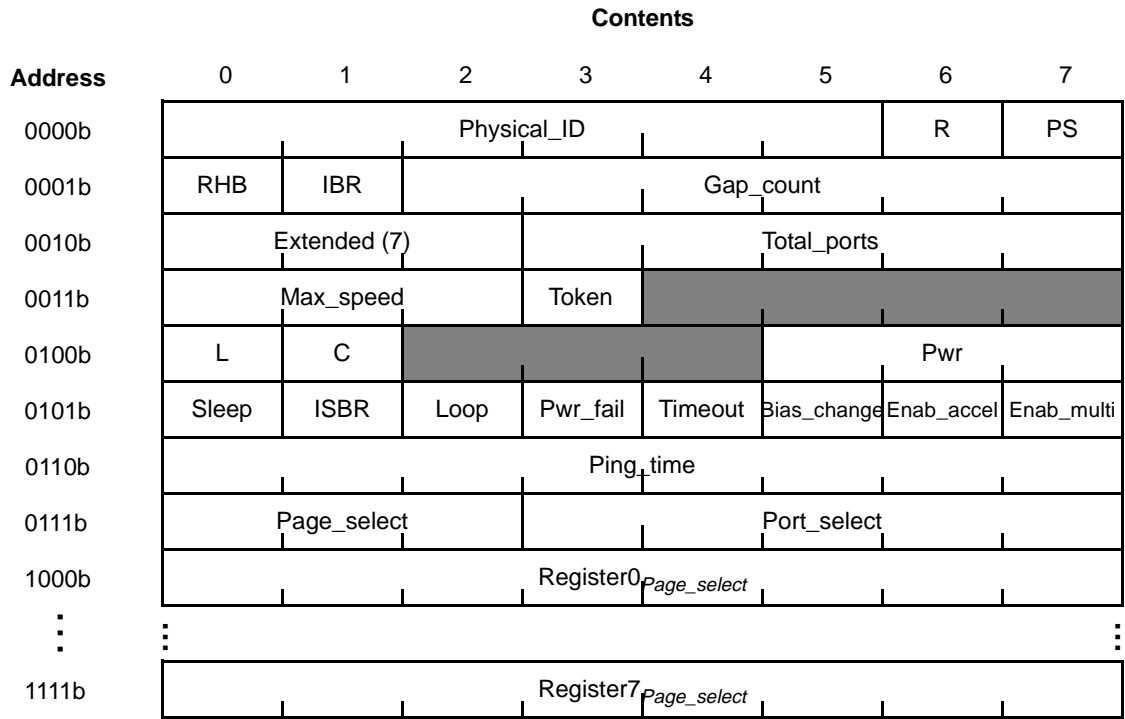 Contents
Address 0 1 2 3 4 5 6 7
0000b Physical_ID R PS
0001b RHB IBR Gap_count
0010b Extended (7) Total_ports
0011b Max_speed Token
0100b L C Pwr
0101b Sleep ISBR Loop Pwr_fail Timeout Bias_change Enab_accel Enab_multi
0110b Ping_time
0111b Page_select Port_select
1000b Register0Page_select
1111b Register7Page_select